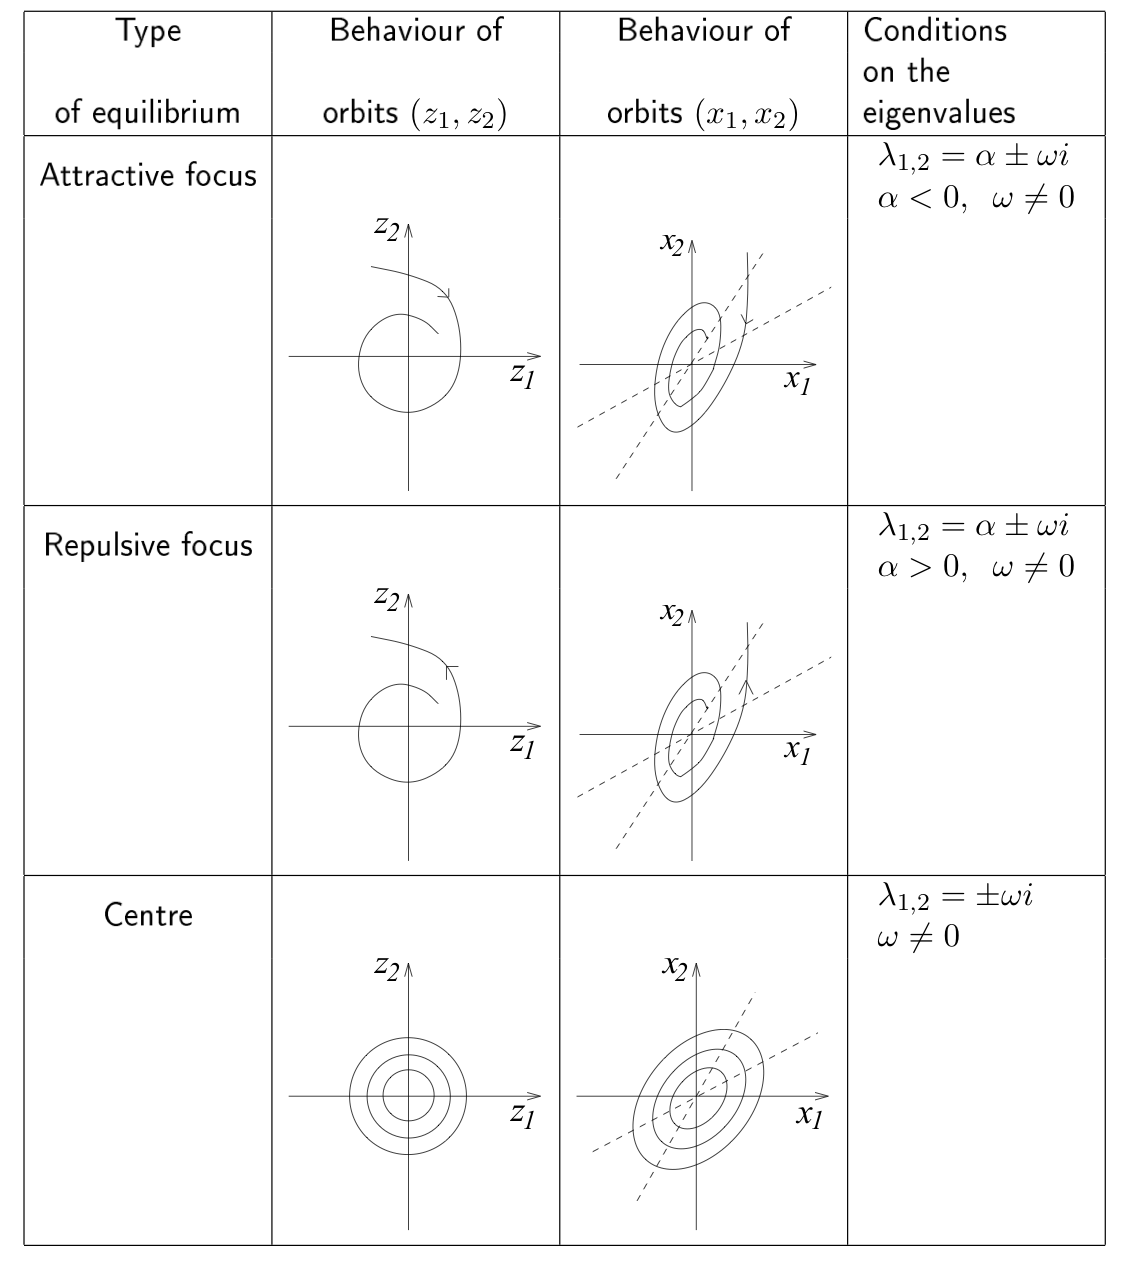 Type
of equilibrium
Behaviour of
orbits (z₁, z₂)
Behaviour of
orbits (x₁, x₂)
Conditions
on the
eigenvalues
Attractive focus
z₂
z₁
x₂
x₁
λ₁,₂ = α ± ωi
α < 0, ω ≠ 0
Repulsive focus
z₂
z₁
x₂
x₁
λ₁,₂ = α ± ωi
α > 0, ω ≠ 0
Centre
z₂
z₁
x₂
x₁
λ₁,₂ = ±ωi
ω ≠ 0